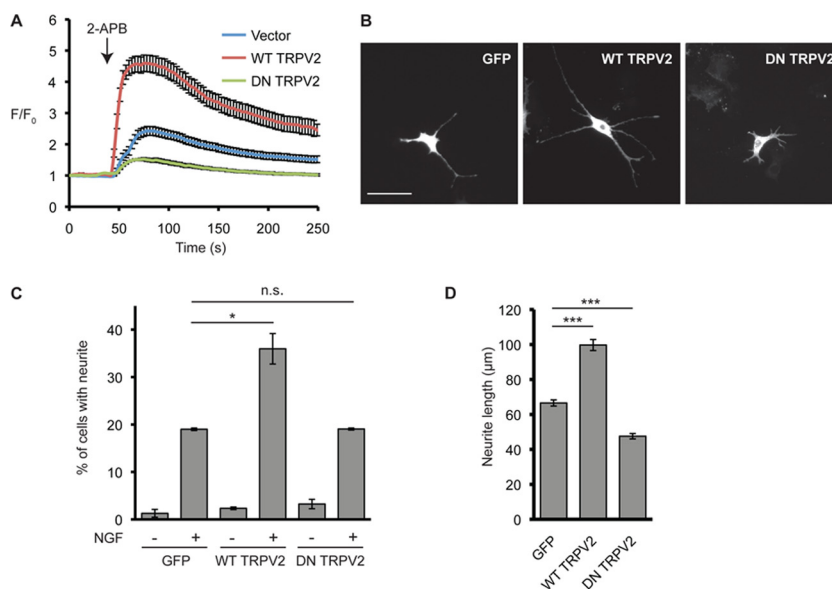 A
2-APB
Vector
WT TRPV2
DN TRPV2
F/F0
6
5
4
3
2
1
0
0 50 100 150 200 250
Time (s)
B
GFP
WT TRPV2
DN TRPV2
C
n.s.
*
% of cells with neurite
40
30
20
10
0
NGF - + - + - +
GFP WT TRPV2 DN TRPV2
D
***
***
Neurite length (µm)
120
100
80
60
40
20
0
GFP
WT TRPV2
DN TRPV2